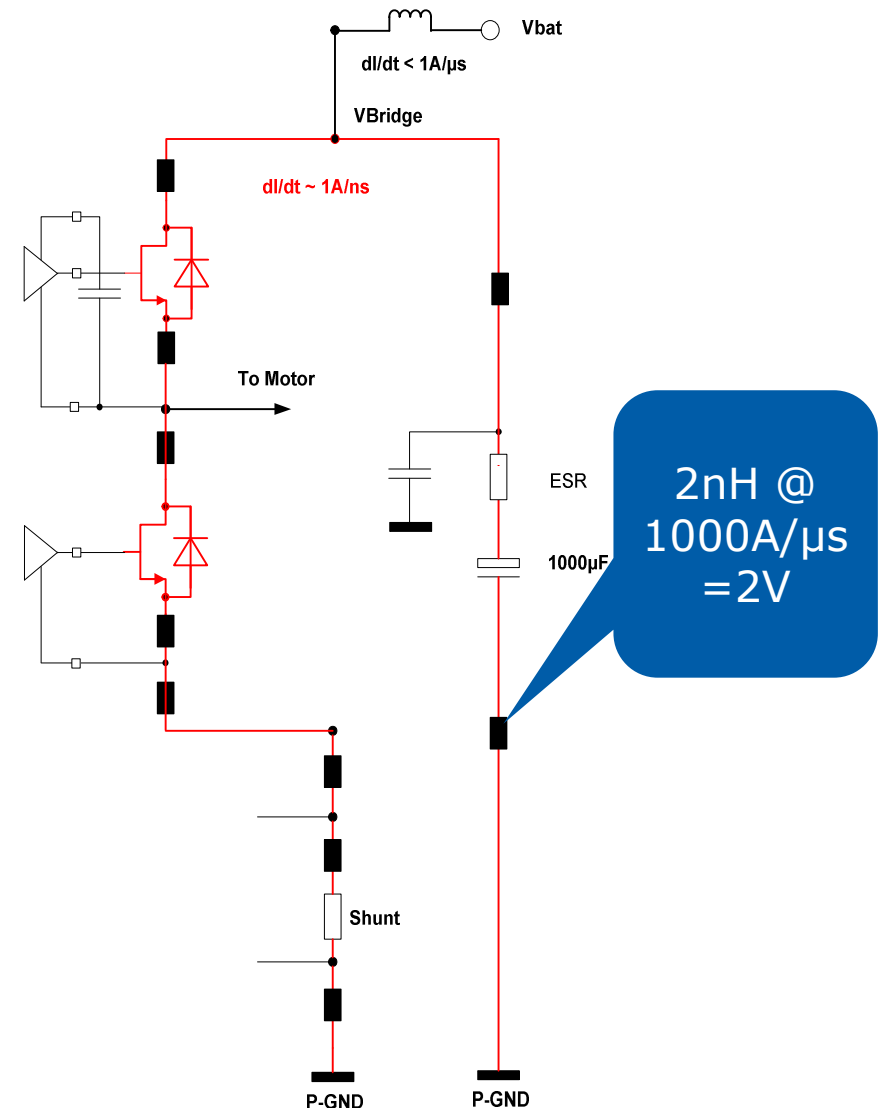 Vbat
dI/dt < 1A/µs
VBridge
dI/dt ~ 1A/ns
To Motor
ESR
1000µF
2nH @
1000A/µs
=2V
Shunt
P-GND
P-GND